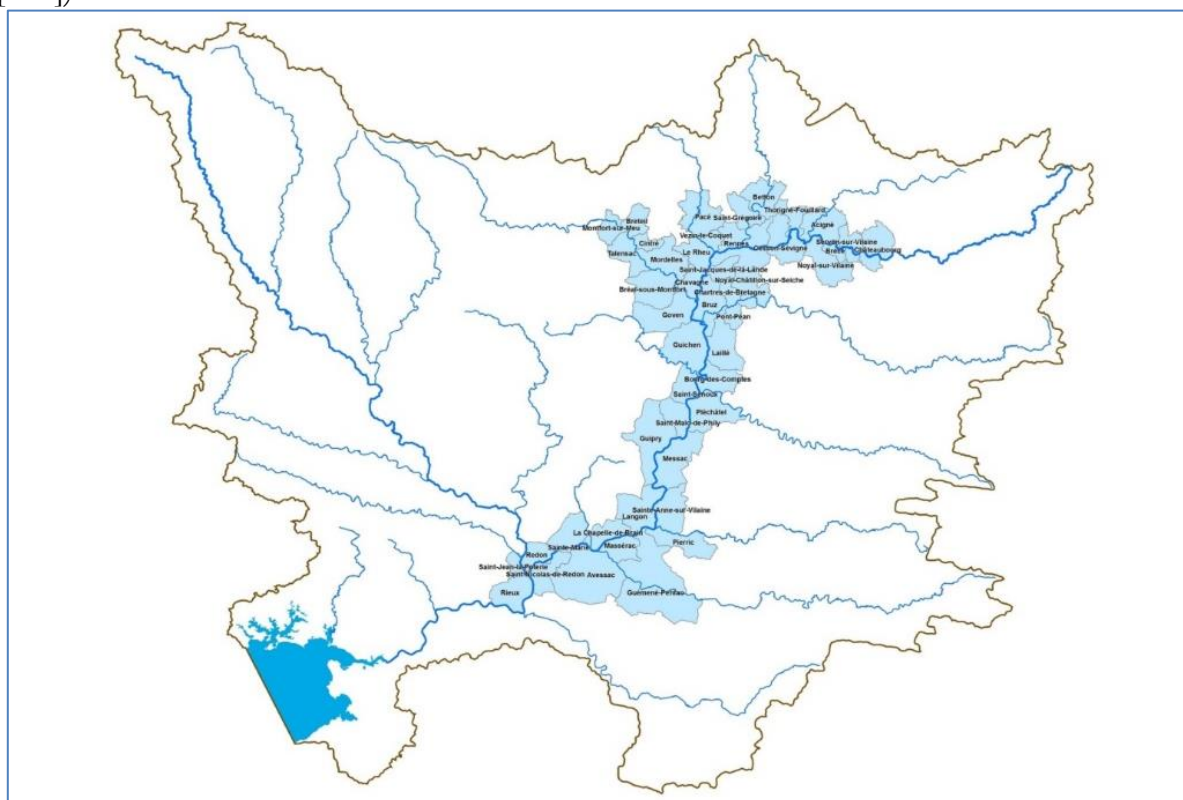 Betton
Thorigné-Fouillard
Pacé
Saint-Grégoire
Acigné
Breteil
Montfort-sur-Meu
Vezin-le-Coquet
Rennes
Cesson-Sévigné
Servon-sur-Vilaine
Brécé
Châteaubourg
Cintré
Talensac
Mordelles
Le Rheu
Noyal-sur-Vilaine
Saint-Jacques-de-la-Lande
Chavagne
Noyal-Châtillon-sur-Seiche
Bréal-sous-Montfort
Chartres-de-Bretagne
Bruz
Goven
Pont-Péan
Guichen
Laillé
Bourg-des-Comptes
Saint-Senoux
Pléchâtel
Saint-Malo-de-Phily
Guipry
Messac
Sainte-Anne-sur-Vilaine
Langon
La Chapelle-de-Brain
Pierric
Sainte-Marie
Massérac
Redon
Saint-Jean-la-Poterie
Saint-Nicolas-de-Redon
Avessac
Rieux
Guémené-Penfao